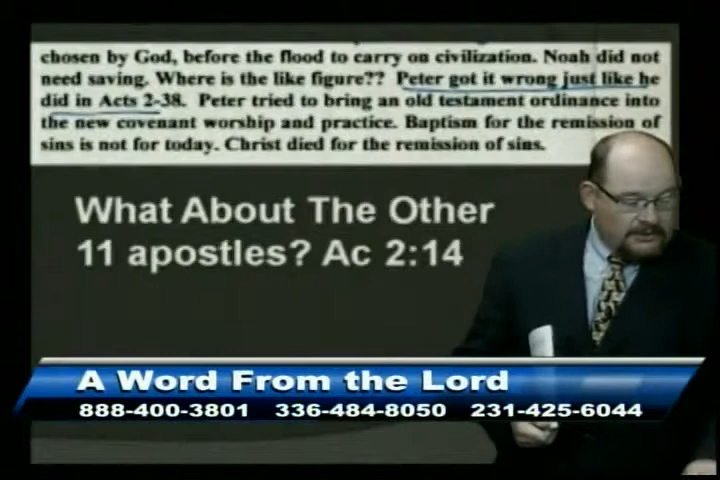 chosen by God, before the flood to carry on civilization. Noah did not
need saving. Where is the like figure?? Peter got it wrong just like he
did in Acts 2-38. Peter tried to bring an old testament ordinance into
the new covenant worship and practice. Baptism for the remission of
sins is not for today. Christ died for the remission of sins.
What About The Other
11 apostles? Ac 2:14
A Word From the Lord
888-400-3801 336-484-8050 231-425-6044